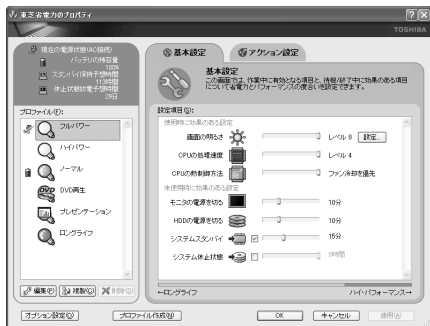 東芝省電力のプロパティ
TOSHIBA
現在の電源状態(AC接続)
バッテリの残容量
100%
スタンバイ保持予想時間
113時間
休止状態放電予想時間
29日
プロファイル(F):
フルパワー
ハイパワー
ノーマル
DVD再生
プレゼンテーション
ロングライフ
編集(E)
複製(C)
削除(D)
基本設定
アクション設定
基本設定
この画面では、作業中に有効となる項目と、待機/終了中に効果のある項目について省電力とパフォーマンスの度合いを設定できます。
設定項目(S):
使用時に効果のある設定
画面の明るさ
レベル 8
設定...
CPUの処理速度
レベル 4
CPUの熱制御方法
ファン冷却を優先
未使用時に効果のある設定
モニタの電源を切る
10分
HDDの電源を切る
10分
システムスタンバイ
15分
システム休止状態
←ロングライフ
ハイ・パフォーマンス→
オプション設定(O)
プロファイル作成(N)
OK
キャンセル
適用(A)